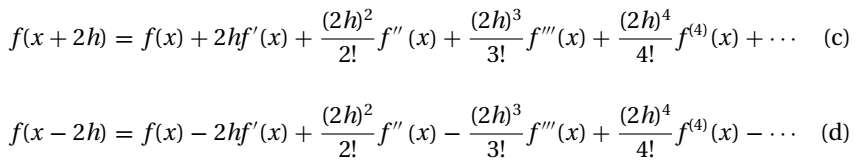 f(x + 2h) = f(x) + 2hf′(x) + (2h)²/2! f″(x) + (2h)³/3! f‴(x) + (2h)⁴/4! f⁽⁴⁾(x) + ··· (c)
f(x − 2h) = f(x) − 2hf′(x) + (2h)²/2! f″(x) − (2h)³/3! f‴(x) + (2h)⁴/4! f⁽⁴⁾(x) − ··· (d)